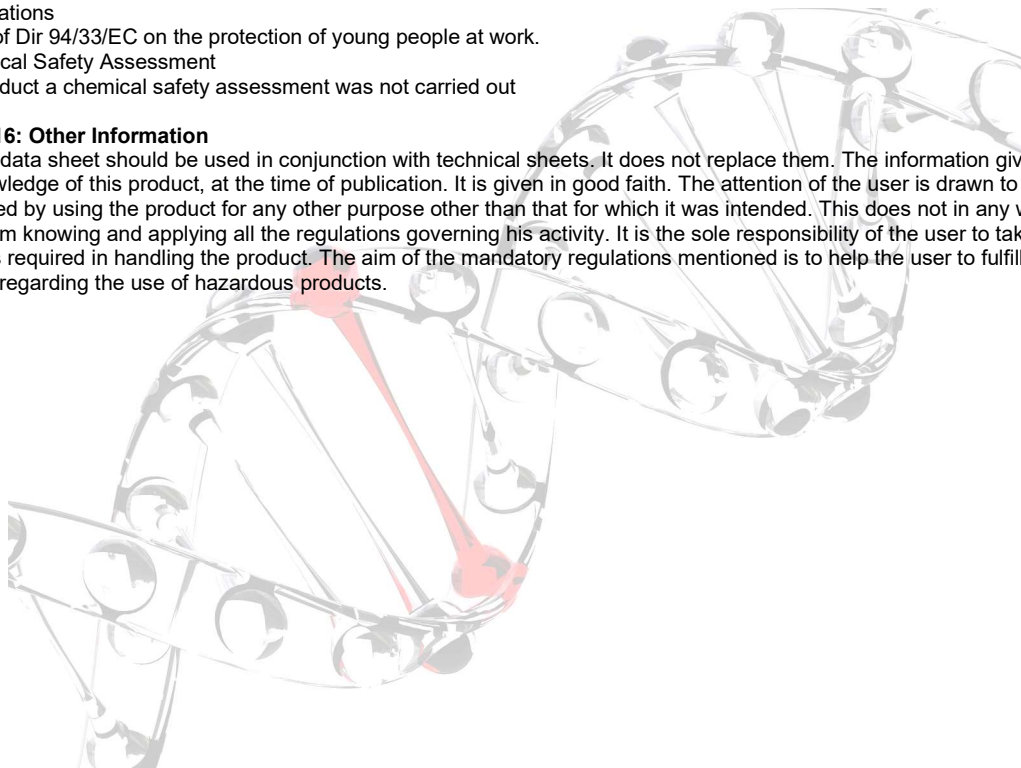 ations
of Dir 94/33/EC on the protection of young people at work.
cal Safety Assessment
duct a chemical safety assessment was not carried out
16: Other Information
data sheet should be used in conjunction with technical sheets. It does not replace them. The information giv
wledge of this product, at the time of publication. It is given in good faith. The attention of the user is drawn to
ed by using the product for any other purpose other than that for which it was intended. This does not in any w
m knowing and applying all the regulations governing his activity. It is the sole responsibility of the user to tak
s required in handling the product. The aim of the mandatory regulations mentioned is to help the user to fulfill
regarding the use of hazardous products.